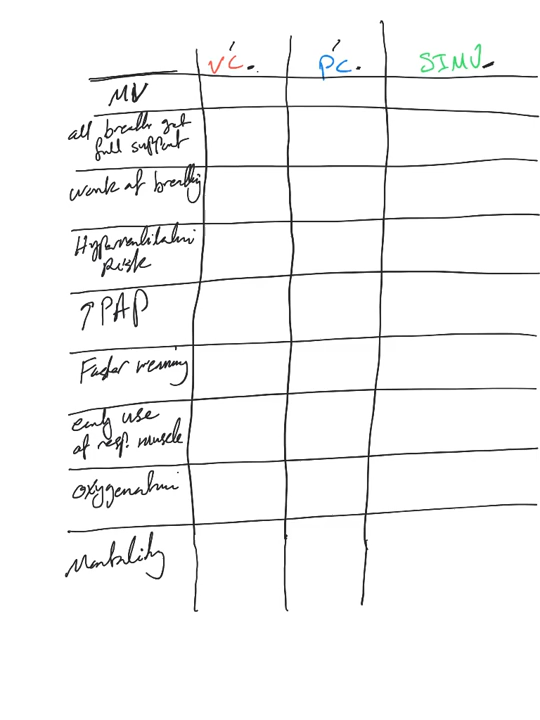 VC. PC. SIMV
MV
all breath get
full support
work of breathing
Hyperventilation
risk
↑PAP
Faster weaning
early use
of resp. muscle
oxygenation
Mortality